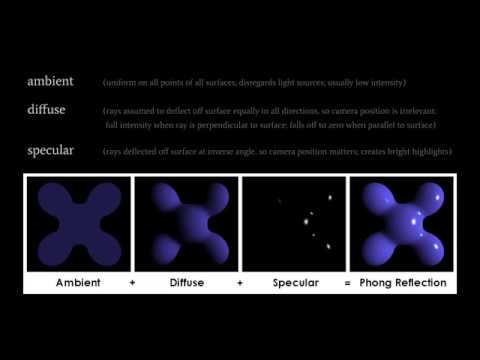 ambient (uniform on all points of all surfaces; disregards light sources; usually low intensity)
diffuse (rays assumed to deflect off surface equally in all directions, so camera position is irrelevant;
full intensity when ray is perpendicular to surface; falls off to zero when parallel to surface)
specular (rays deflected off surface at inverse angle, so camera position matters; creates bright highlights)
Ambient + Diffuse + Specular = Phong Reflection